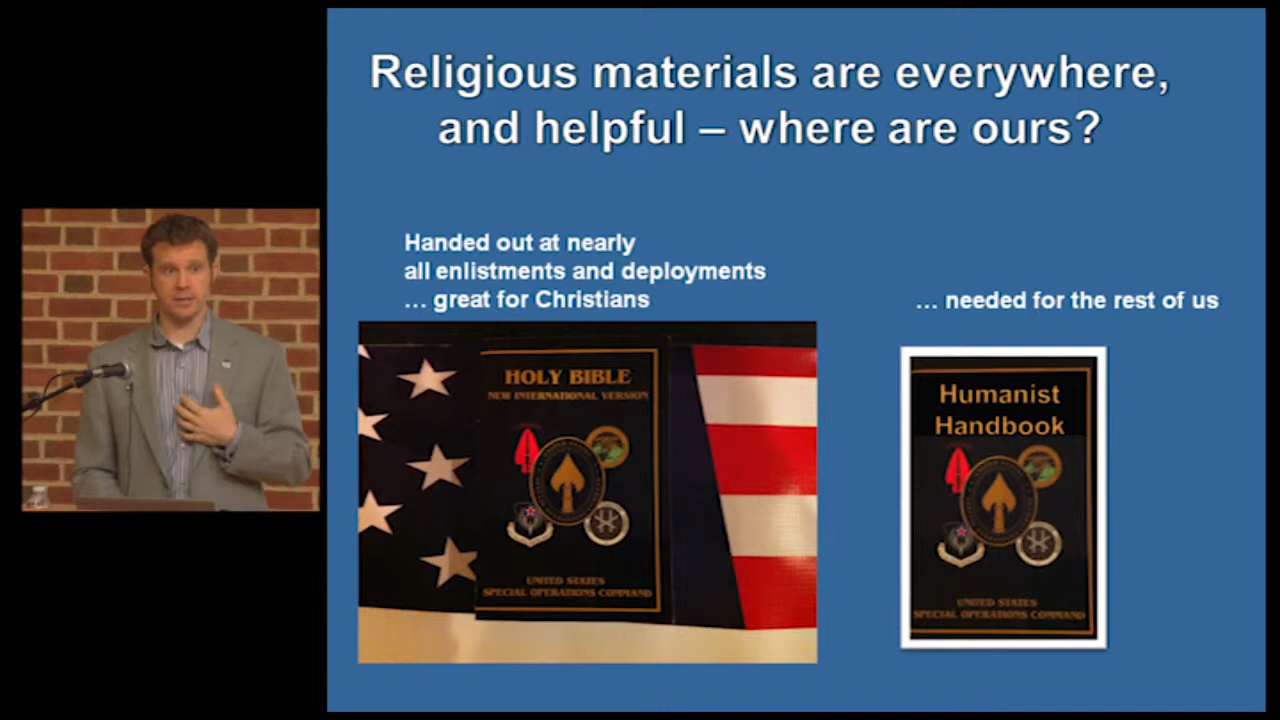 Religious materials are everywhere,
and helpful – where are ours?
Handed out at nearly
all enlistments and deployments
… great for Christians
… needed for the rest of us
HOLY BIBLE
NEW INTERNATIONAL VERSION
UNITED STATES
SPECIAL OPERATIONS COMMAND
Humanist
Handbook
UNITED STATES
SPECIAL OPERATIONS COMMAND